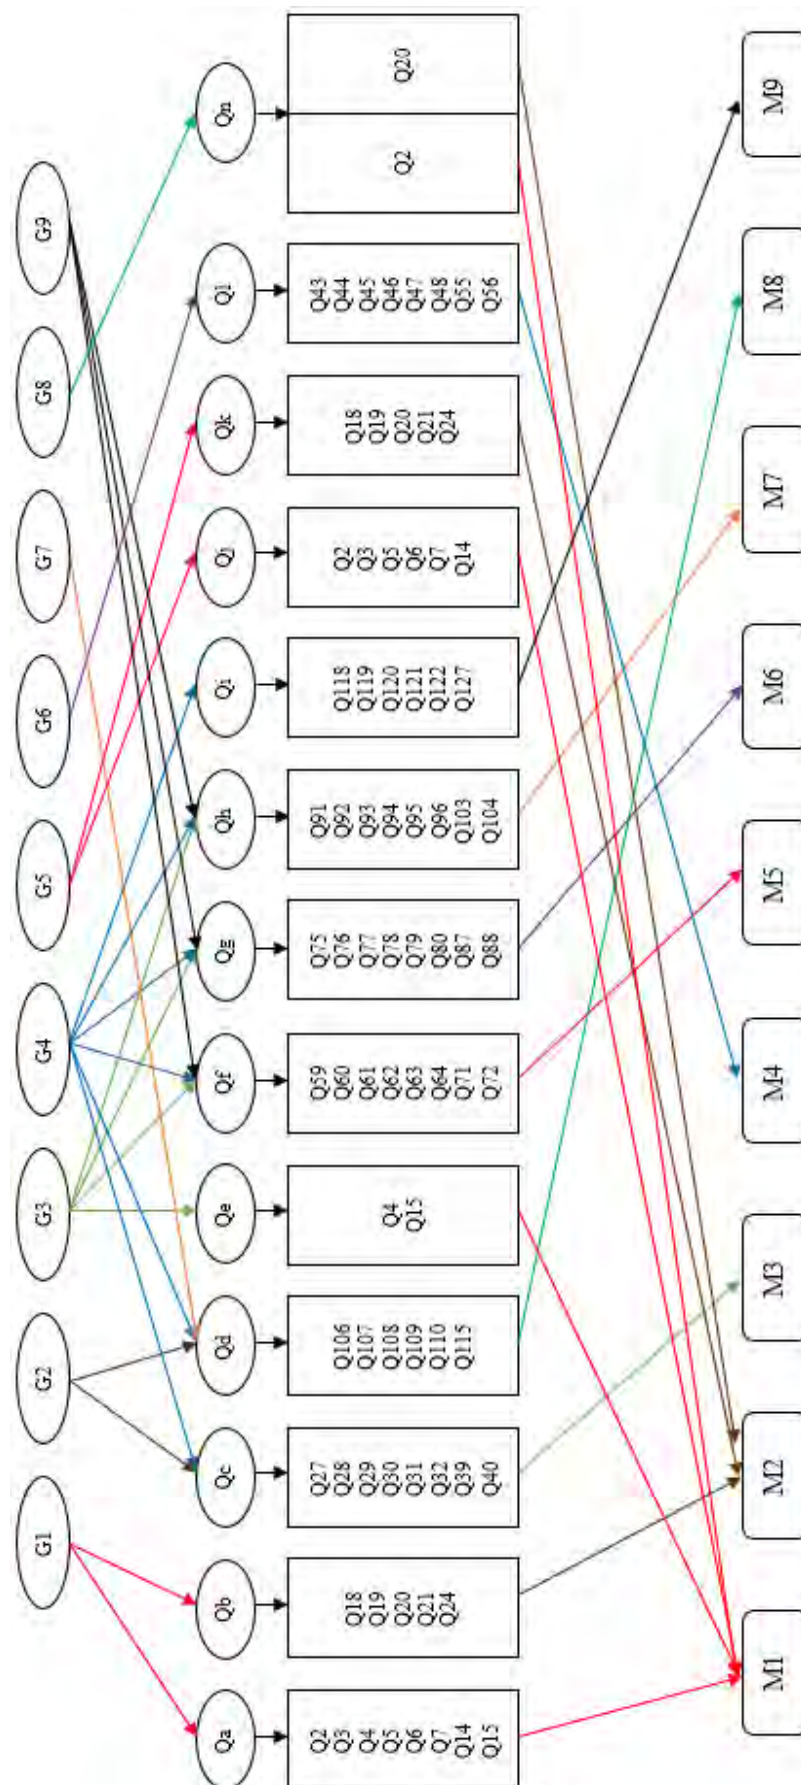 G1
G2
G3
G4
G5
G6
G7
G8
G9
Qa
Qb
Qc
Qd
Qe
Qf
Qg
Qh
Qi
Qj
Qk
Ql
Qn
Q2
Q3
Q4
Q5
Q6
Q7
Q14
Q15
Q18
Q19
Q20
Q21
Q24
Q27
Q28
Q29
Q30
Q31
Q32
Q39
Q40
Q106
Q107
Q108
Q109
Q110
Q115
Q4
Q15
Q59
Q60
Q61
Q62
Q63
Q64
Q71
Q72
Q75
Q76
Q77
Q78
Q79
Q80
Q87
Q88
Q91
Q92
Q93
Q94
Q95
Q96
Q103
Q104
Q118
Q119
Q120
Q121
Q122
Q127
Q2
Q3
Q5
Q6
Q7
Q14
Q18
Q19
Q20
Q21
Q24
Q43
Q44
Q45
Q46
Q47
Q48
Q55
Q56
Q2
Q20
M1
M2
M3
M4
M5
M6
M7
M8
M9